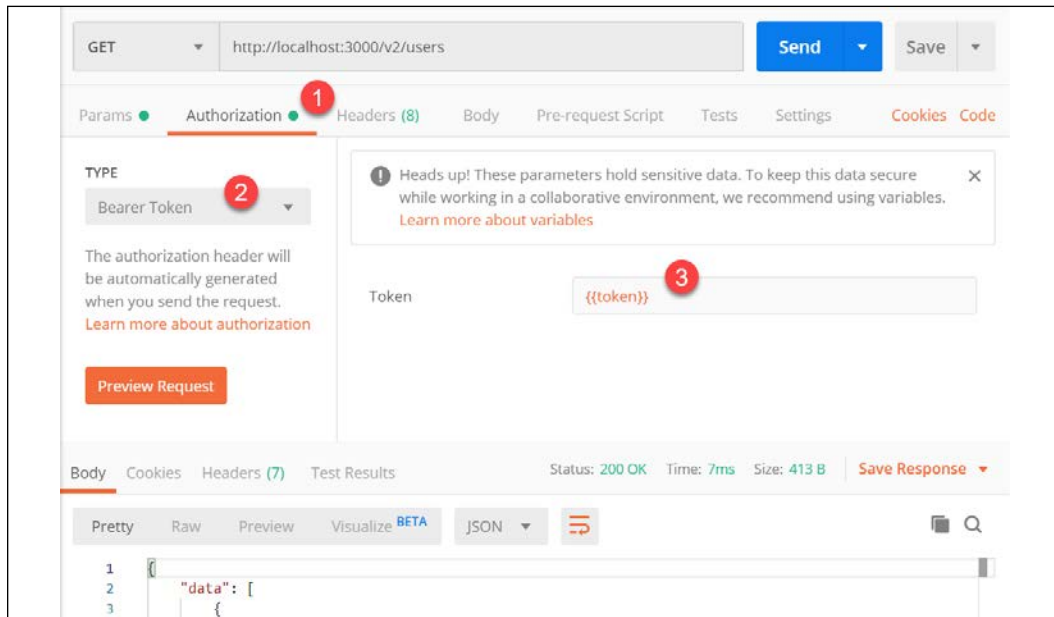 GET http://localhost:3000/v2/users Send Save
1
Params Authorization Headers (8) Body Pre-request Script Tests Settings Cookies Code
TYPE
2
Bearer Token
The authorization header will
be automatically generated
when you send the request.
Learn more about authorization
Preview Request
Heads up! These parameters hold sensitive data. To keep this data secure
while working in a collaborative environment, we recommend using variables.
Learn more about variables
3
Token {{token}}
Body Cookies Headers (7) Test Results Status: 200 OK Time: 7ms Size: 413 B Save Response
Pretty Raw Preview Visualize BETA JSON
1 {
2 "data": [
3 {